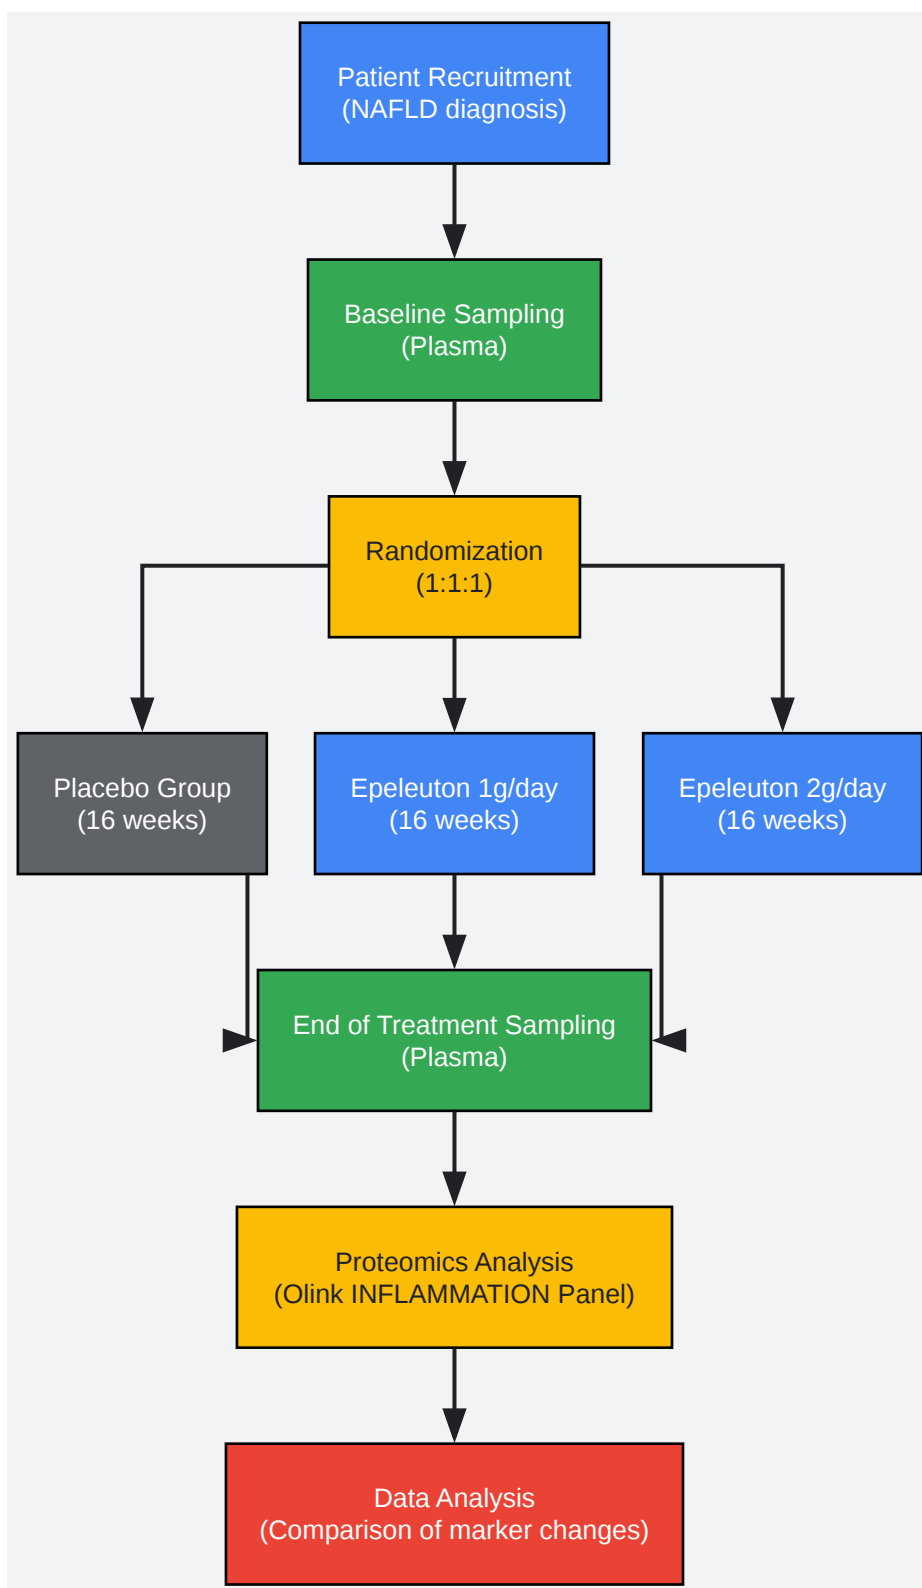 Patient Recruitment
(NAFLD diagnosis)
Baseline Sampling
(Plasma)
Randomization
(1:1:1)
Placebo Group
(16 weeks)
Epeleuton 1g/day
(16 weeks)
Epeleuton 2g/day
(16 weeks)
End of Treatment Sampling
(Plasma)
Proteomics Analysis
(Olink INFLAMMATION Panel)
Data Analysis
(Comparison of marker changes)